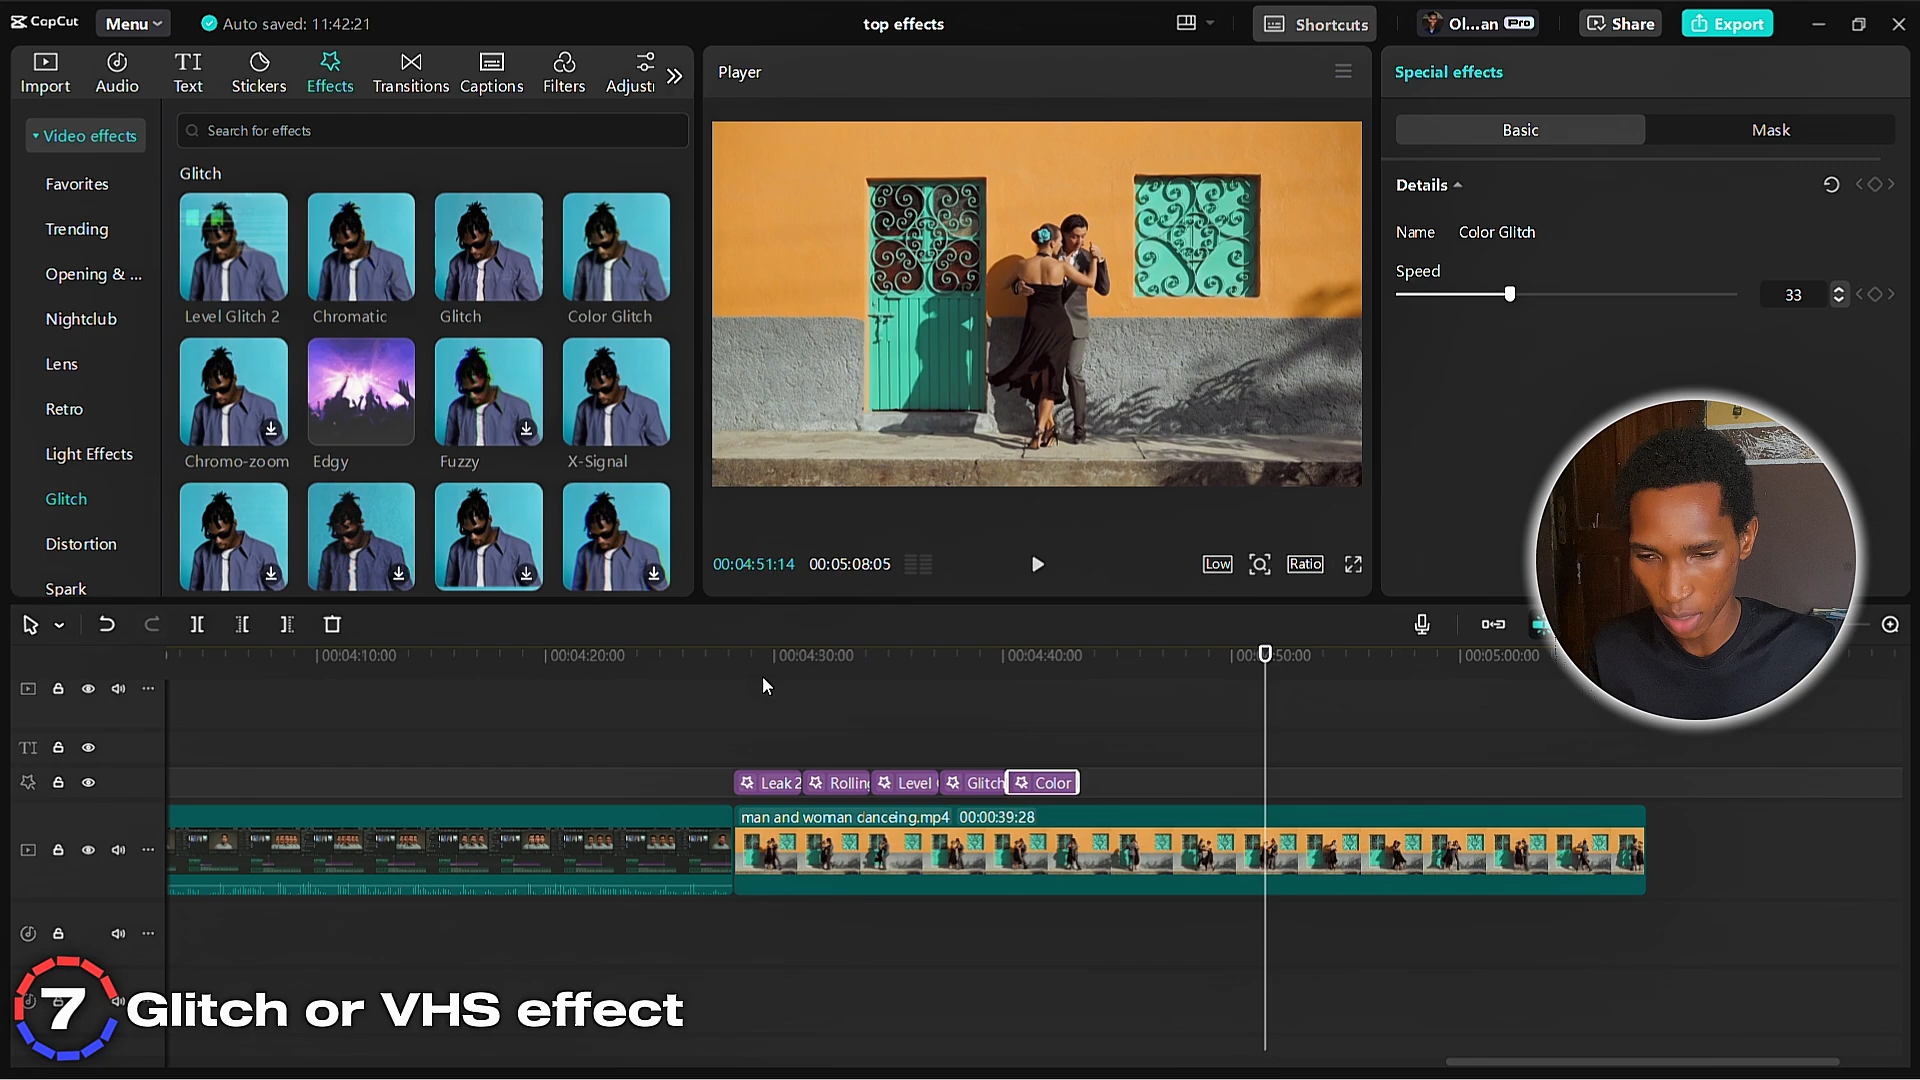 CapCut
Menu
Auto saved: 11:42:21
top effects
Shortcuts
Ol...an Pro
Share
Export
Import
Audio
TI
Text
Stickers
Effects
Transitions
Captions
Filters
Adjust
Player
Special effects
Video effects
Search for effects
Basic
Mask
Glitch
Favorites
Trending
Opening & ...
Nightclub
Lens
Retro
Light Effects
Glitch
Distortion
Spark
Level Glitch 2
Chromatic
Glitch
Color Glitch
Chromo-zoom
Edgy
Fuzzy
X-Signal
Details
Name Color Glitch
Speed
33
00:04:51:14 00:05:08:05
Low
Ratio
00:04:10:00
00:04:20:00
00:04:30:00
00:04:40:00
00:04:50:00
00:05:00:00
TI
Leak 2
Rolling
Level
Glitch
Color
man and woman danceing.mp4 00:00:39:28
7 Glitch or VHS effect